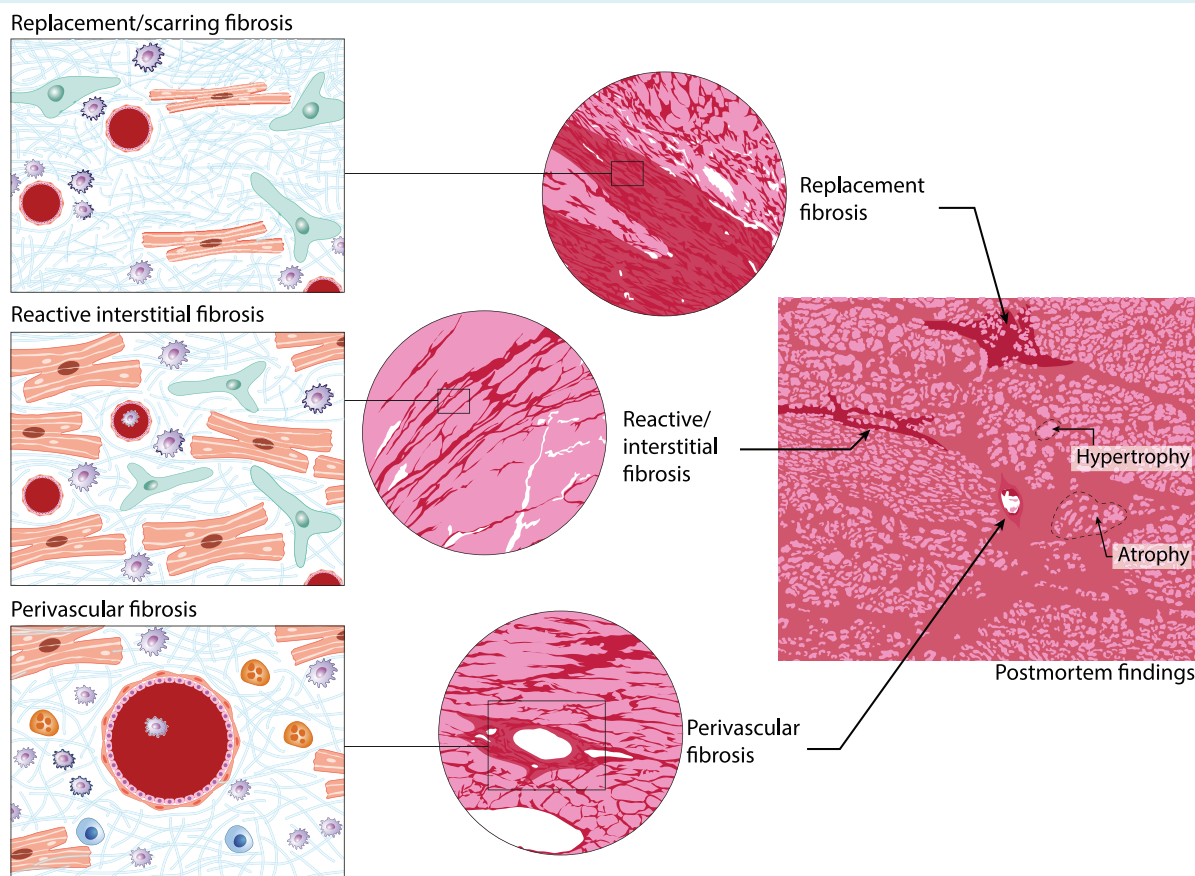 Replacement/scarring fibrosis
Replacement
fibrosis
Reactive interstitial fibrosis
Reactive/
interstitial
fibrosis
Hypertrophy
Atrophy
Perivascular fibrosis
Postmortem findings
Perivascular
fibrosis